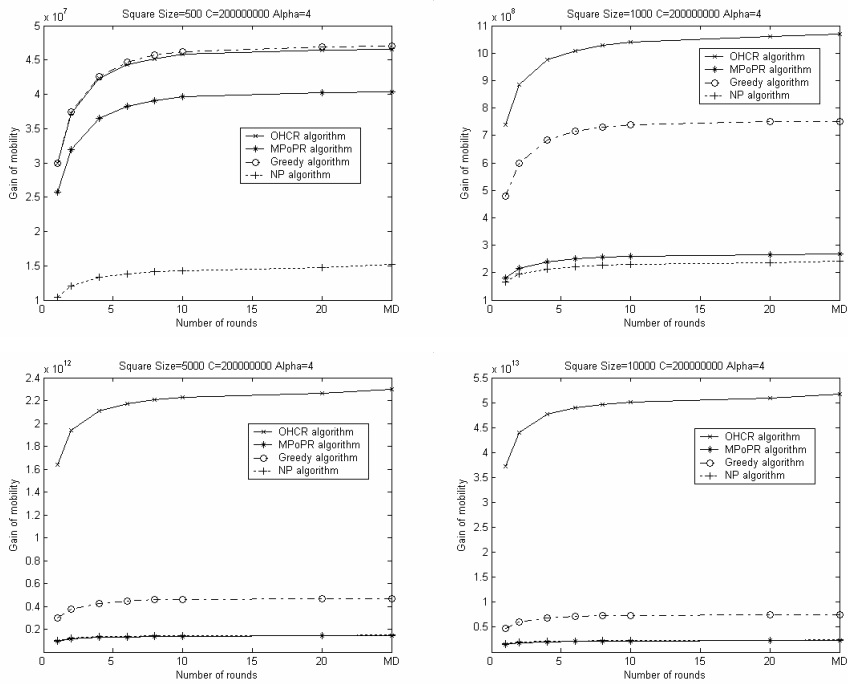 Square Size=500 C=200000000 Alpha=4
x 10^7
5
4.5
4
3.5
3
2.5
2
1.5
1
Gain of mobility
OHCR algorithm
MPoPR algorithm
Greedy algorithm
NP algorithm
0 5 10 15 20 MD
Number of rounds
Square Size=1000 C=200000000 Alpha=4
x 10^8
11
10
9
8
7
6
5
4
3
2
1
Gain of mobility
OHCR algorithm
MPoPR algorithm
Greedy algorithm
NP algorithm
0 5 10 15 20 MD
Number of rounds
Square Size=5000 C=200000000 Alpha=4
x 10^12
2.4
2.2
2
1.8
1.6
1.4
1.2
1
0.8
0.6
0.4
0.2
Gain of mobility
OHCR algorithm
MPoPR algorithm
Greedy algorithm
NP algorithm
0 5 10 15 20 MD
Number of rounds
Square Size=10000 C=200000000 Alpha=4
x 10^13
5.5
5
4.5
4
3.5
3
2.5
2
1.5
1
0.5
Gain of mobility
OHCR algorithm
MPoPR algorithm
Greedy algorithm
NP algorithm
0 5 10 15 20 MD
Number of rounds